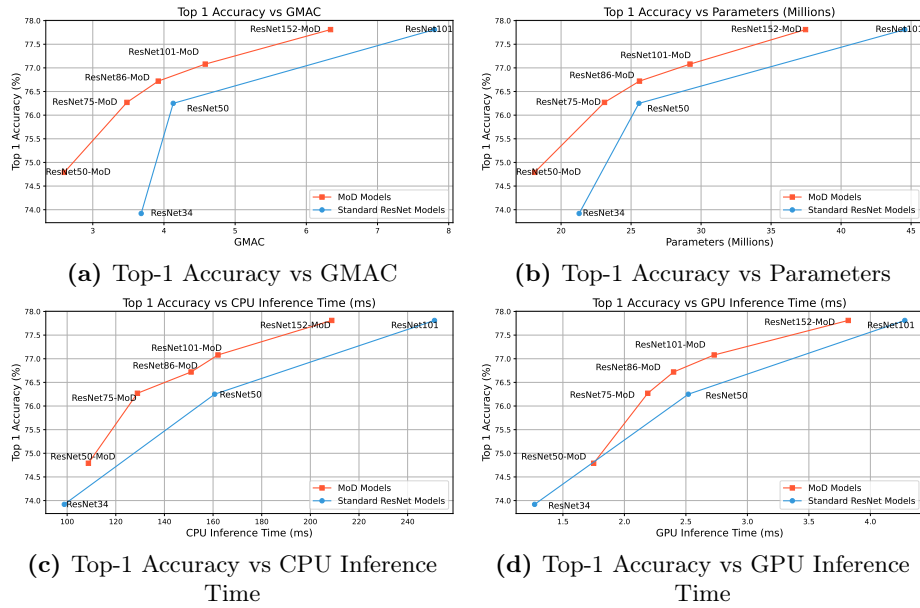 Top 1 Accuracy vs GMAC
78.0
77.5
77.0
76.5
76.0
75.5
75.0
74.5
74.0
Top 1 Accuracy (%)
ResNet152-MoD
ResNet101
ResNet101-MoD
ResNet86-MoD
ResNet75-MoD
ResNet50
ResNet50-MoD
ResNet34
MoD Models
Standard ResNet Models
3 4 5 6 7 8
GMAC
(a) Top-1 Accuracy vs GMAC
Top 1 Accuracy vs Parameters (Millions)
78.0
77.5
77.0
76.5
76.0
75.5
75.0
74.5
74.0
Top 1 Accuracy (%)
ResNet152-MoD
ResNet101
ResNet101-MoD
ResNet86-MoD
ResNet75-MoD
ResNet50
ResNet50-MoD
ResNet34
MoD Models
Standard ResNet Models
20 25 30 35 40 45
Parameters (Millions)
(b) Top-1 Accuracy vs Parameters
Top 1 Accuracy vs CPU Inference Time (ms)
78.0
77.5
77.0
76.5
76.0
75.5
75.0
74.5
74.0
Top 1 Accuracy (%)
ResNet152-MoD
ResNet101
ResNet101-MoD
ResNet86-MoD
ResNet75-MoD
ResNet50
ResNet50-MoD
ResNet34
MoD Models
Standard ResNet Models
100 120 140 160 180 200 220 240
CPU Inference Time (ms)
(c) Top-1 Accuracy vs CPU Inference
Time
Top 1 Accuracy vs GPU Inference Time (ms)
78.0
77.5
77.0
76.5
76.0
75.5
75.0
74.5
74.0
Top 1 Accuracy (%)
ResNet152-MoD
ResNet101
ResNet101-MoD
ResNet86-MoD
ResNet75-MoD
ResNet50
ResNet50-MoD
ResNet34
MoD Models
Standard ResNet Models
1.5 2.0 2.5 3.0 3.5 4.0
GPU Inference Time (ms)
(d) Top-1 Accuracy vs GPU Inference
Time